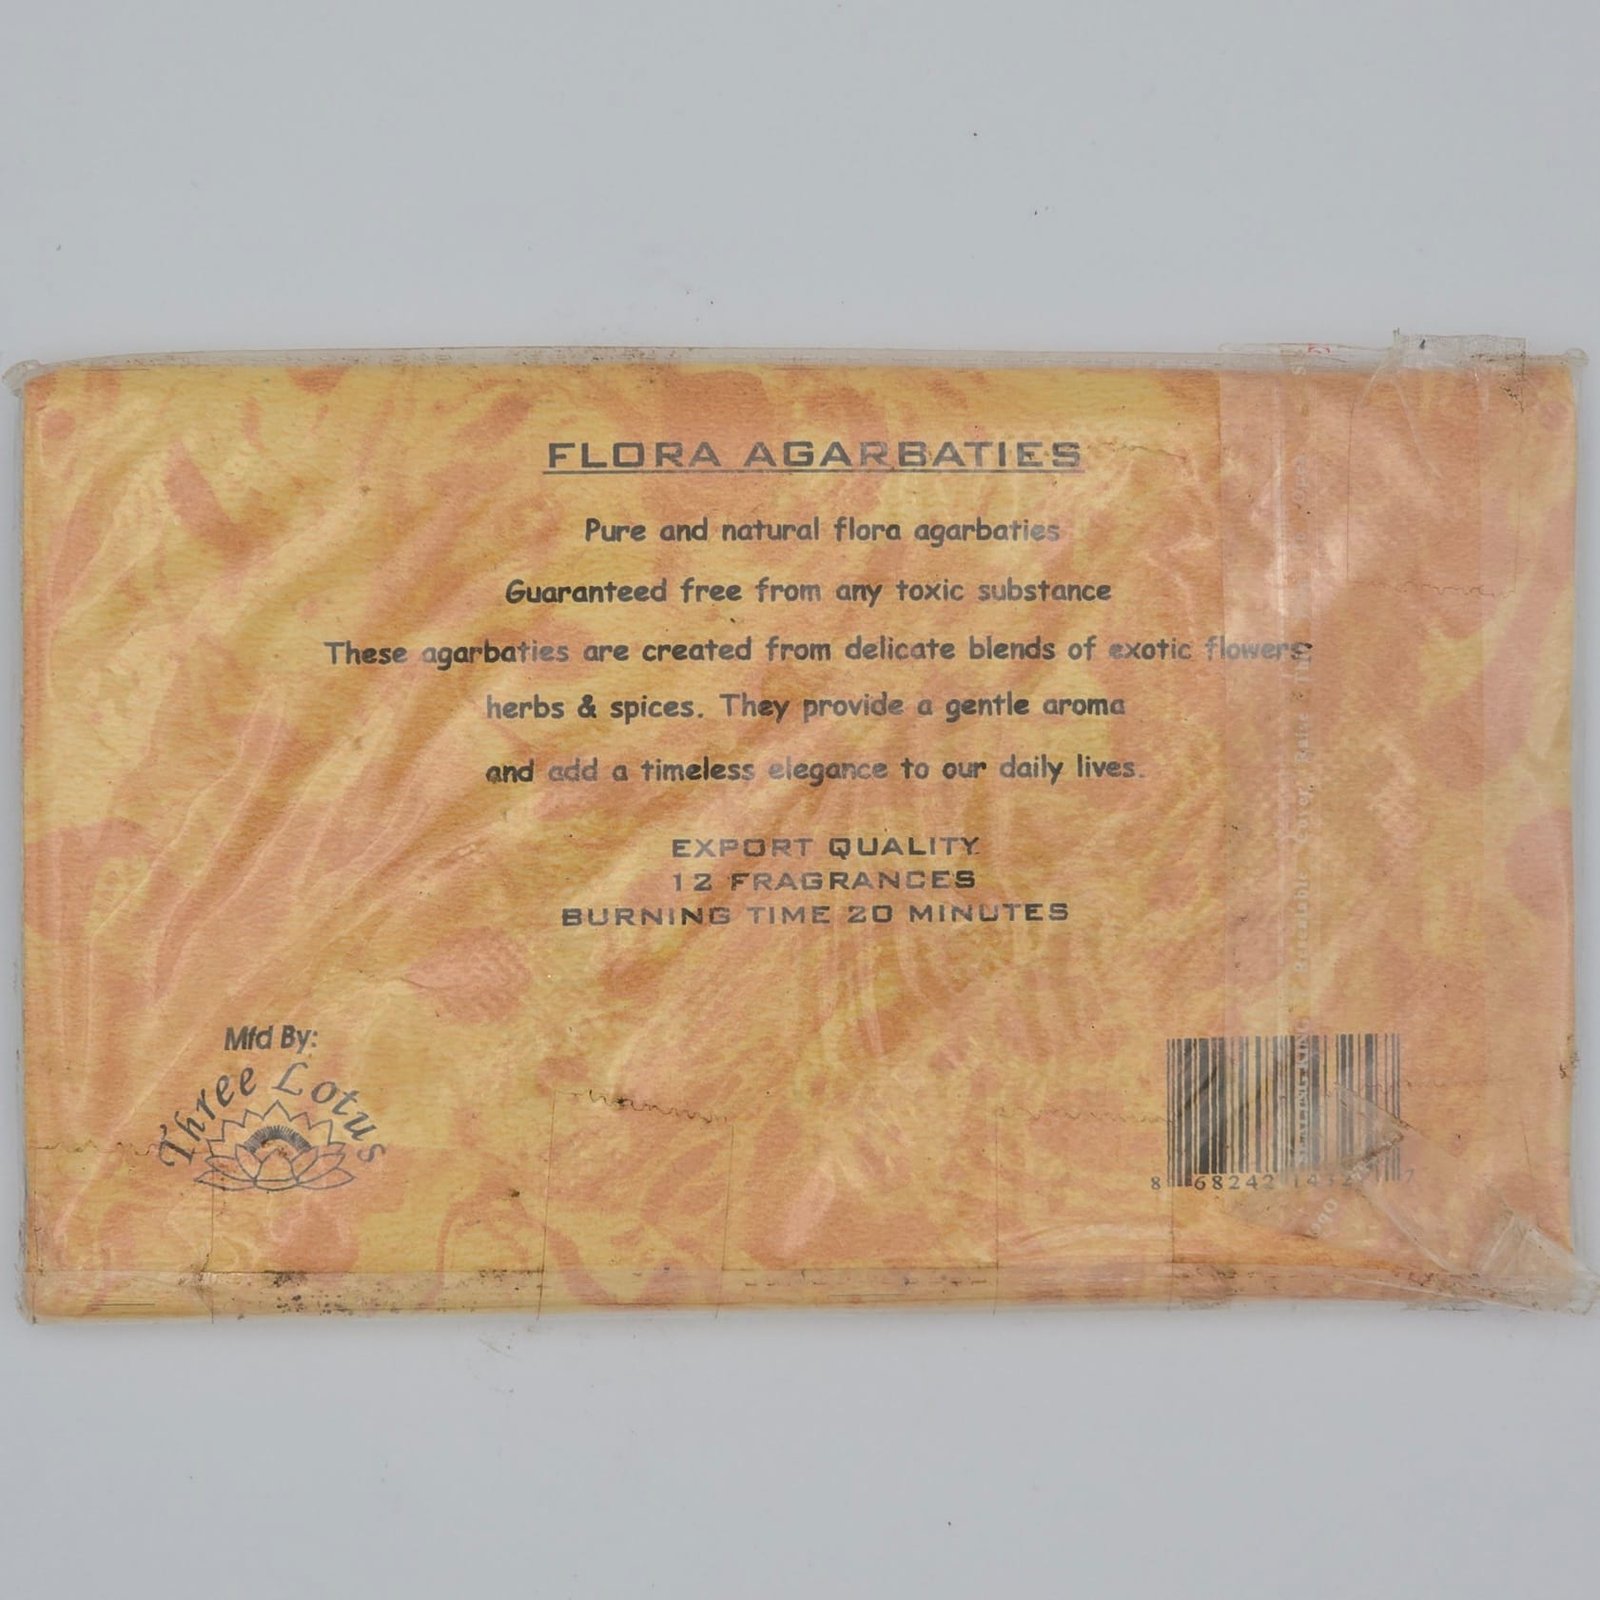 FLORA AGARBATIES
Pure and natural flora agarbaties
Guaranteed free from any toxic substance
These agarbaties are created from delicate blends of exotic flowers
herbs & spices. They provide a gentle aroma
and add a timeless elegance to our daily lives.
EXPORT QUALITY
12 FRAGRANCES
BURNING TIME 20 MINUTES
Mfd By:
Three Lotus
8 68242